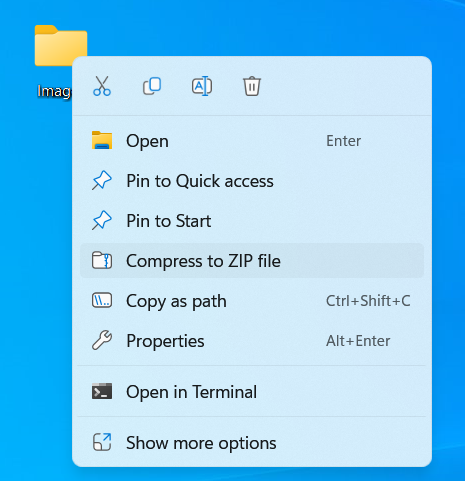 Open Enter
Pin to Quick access
Pin to Start
Compress to ZIP file
Copy as path Ctrl+Shift+C
Properties Alt+Enter
Open in Terminal
Show more options